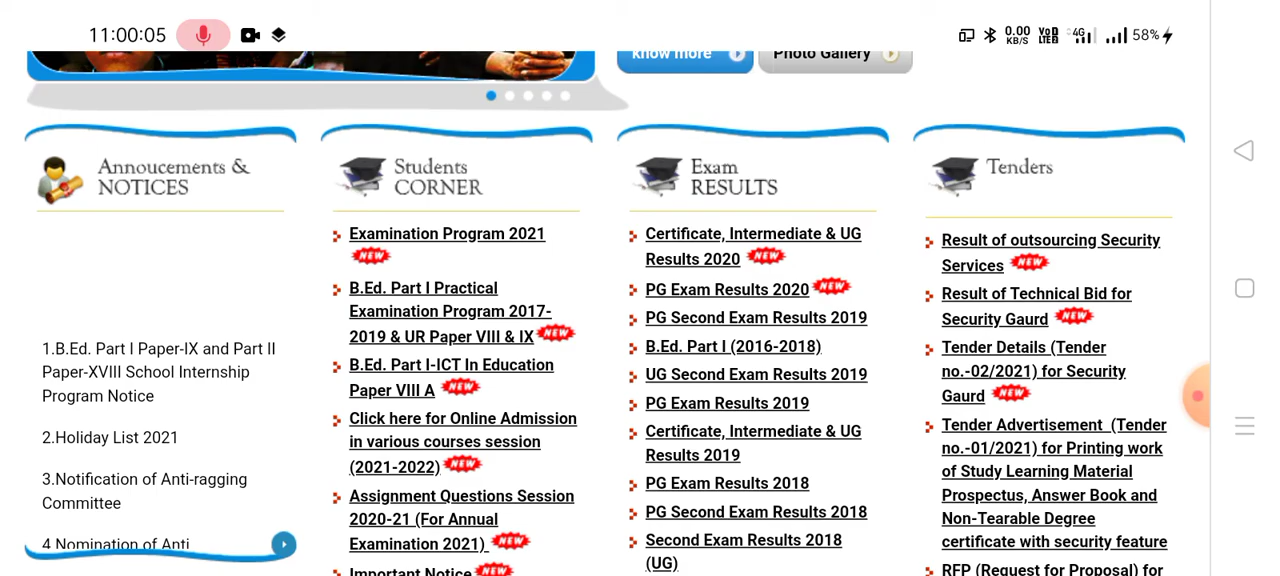 11:00:05
0.00
KB/S
VoD
LTE2
4G
58%
Know more
Photo Gallery
Annoucements &
NOTICES
1.B.Ed. Part I Paper-IX and Part II
Paper-XVIII School Internship
Program Notice
2.Holiday List 2021
3.Notification of Anti-ragging
Committee
4.Nomination of Anti
Students
CORNER
Examination Program 2021
NEW
B.Ed. Part I Practical
Examination Program 2017-
2019 & UR Paper VIII & IX NEW
B.Ed. Part I-ICT In Education
Paper VIII A NEW
Click here for Online Admission
in various courses session
(2021-2022) NEW
Assignment Questions Session
2020-21 (For Annual
Examination 2021) NEW
Important Notice NEW
Exam
RESULTS
Certificate, Intermediate & UG
Results 2020 NEW
PG Exam Results 2020 NEW
PG Second Exam Results 2019
B.Ed. Part I (2016-2018)
UG Second Exam Results 2019
PG Exam Results 2019
Certificate, Intermediate & UG
Results 2019
PG Exam Results 2018
PG Second Exam Results 2018
Second Exam Results 2018
(UG)
Tenders
Result of outsourcing Security
Services NEW
Result of Technical Bid for
Security Gaurd NEW
Tender Details (Tender
no.-02/2021) for Security
Gaurd NEW
Tender Advertisement (Tender
no.-01/2021) for Printing work
of Study Learning Material
Prospectus, Answer Book and
Non-Tearable Degree
certificate with security feature
RFP (Request for Proposal) for